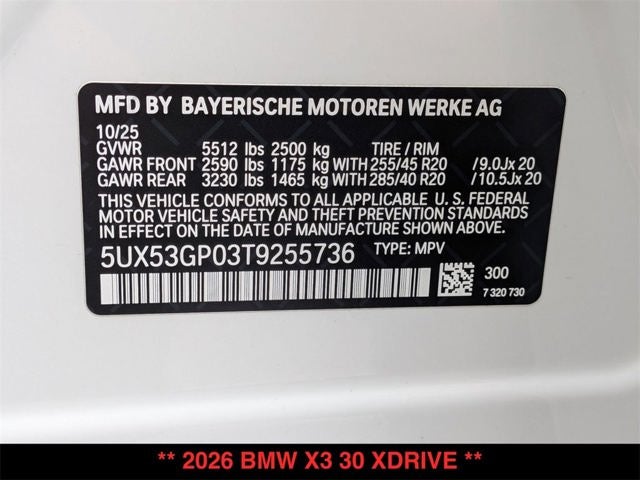 MFD BY BAYERISCHE MOTOREN WERKE AG
10/25
GVWR 5512 lbs 2500 kg TIRE / RIM
GAWR FRONT 2590 lbs 1175 kg WITH 255/45 R20 /9.0Jx 20
GAWR REAR 3230 lbs 1465 kg WITH 285/40 R20 /10.5Jx 20
THIS VEHICLE CONFORMS TO ALL APPLICABLE U. S. FEDERAL
MOTOR VEHICLE SAFETY AND THEFT PREVENTION STANDARDS
IN EFFECT ON THE DATE OF MANUFACTURE SHOWN ABOVE.
5UX53GP03T9255736 TYPE: MPV
300
7 320 730
** 2026 BMW X3 30 XDRIVE **